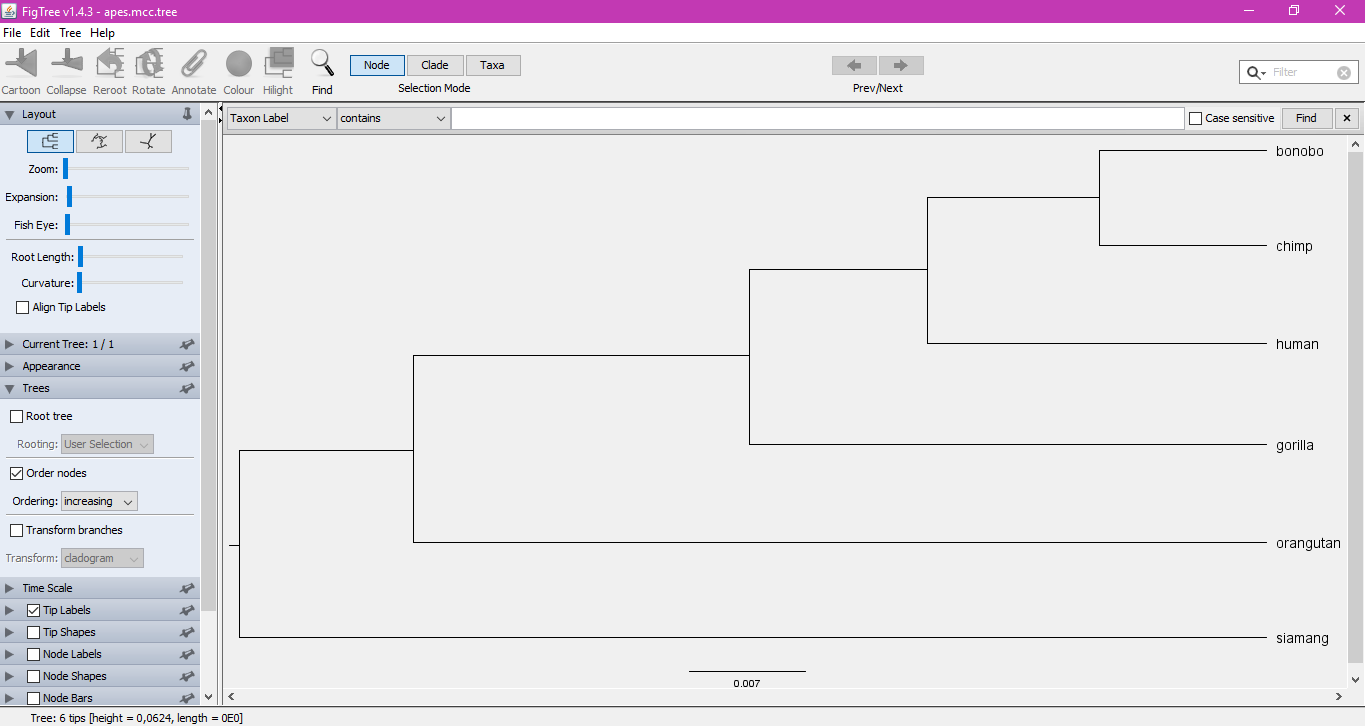 FigTree v1.4.3 - apes.mcc.tree
File Edit Tree Help
Cartoon Collapse Reroot Rotate Annotate Colour Hilight Find
Node Clade Taxa
Selection Mode
Prev/Next
Filter
Layout
Zoom:
Expansion:
Fish Eye:
Root Length:
Curvature:
Align Tip Labels
Current Tree: 1 / 1
Appearance
Trees
Root tree
Rooting: User Selection
Order nodes
Ordering: increasing
Transform branches
Transform: cladogram
Time Scale
Tip Labels
Tip Shapes
Node Labels
Node Shapes
Node Bars
Taxon Label contains Case sensitive Find
bonobo
chimp
human
gorilla
orangutan
siamang
0.007
Tree: 6 tips [height = 0,0624, length = 0E0]